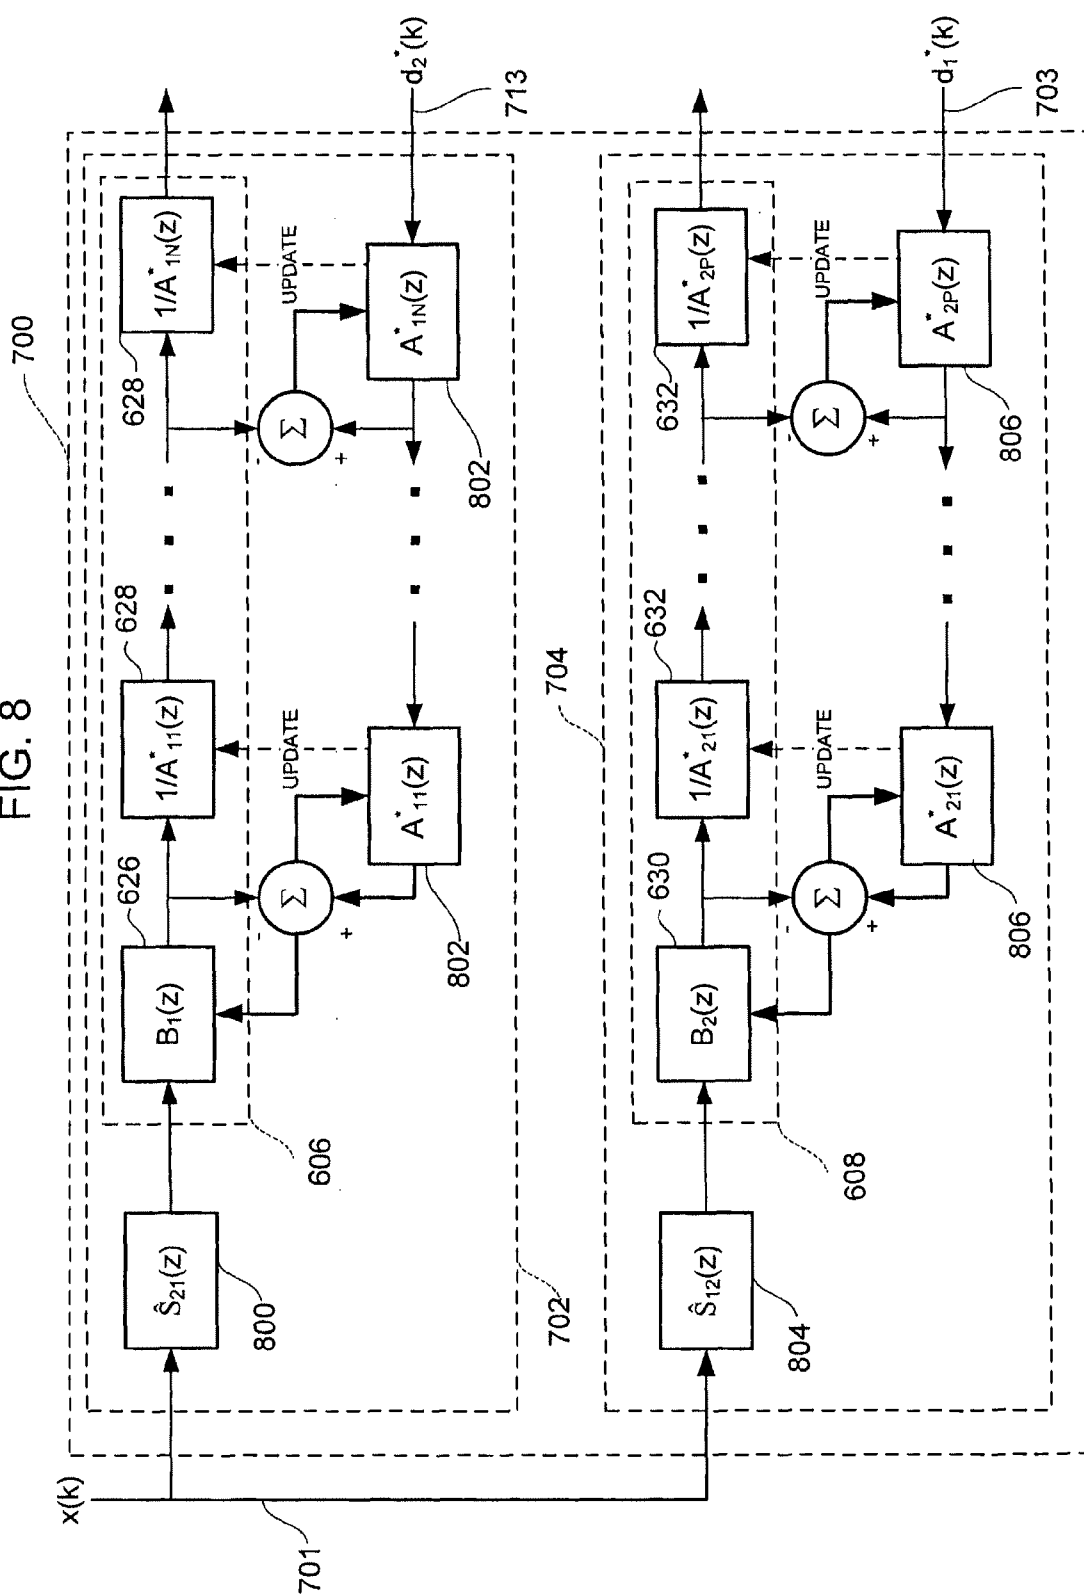 FIG. 8
700
x(k)
701
Ŝ21(z)
800
606
B1(z)
626
1/A*11(z)
628
1/A*1N(z)
628
Σ
-
+
UPDATE
A*11(z)
802
Σ
-
+
UPDATE
A*1N(z)
802
d2*(k)
713
702
704
Ŝ12(z)
804
608
B2(z)
630
1/A*21(z)
632
1/A*2P(z)
632
Σ
-
+
UPDATE
A*21(z)
806
Σ
-
+
UPDATE
A*2P(z)
806
d1*(k)
703